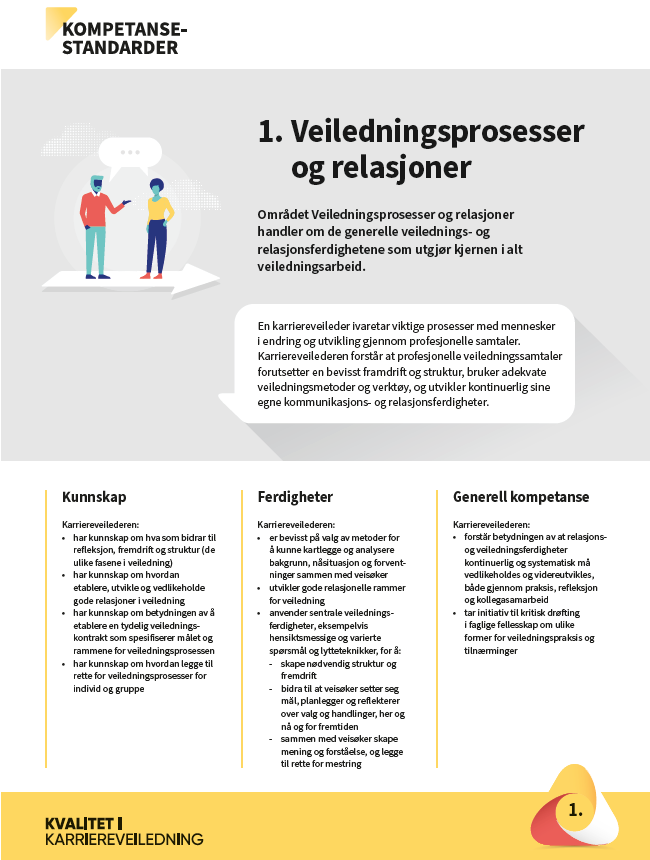 KOMPETANSE-
STANDARDER
1. Veiledningsprosesser
og relasjoner
Området Veiledningsprosesser og relasjoner
handler om de generelle veilednings- og
relasjonsferdighetene som utgjør kjernen i alt
veiledningsarbeid.
En karriereveileder ivaretar viktige prosesser med mennesker
i endring og utvikling gjennom profesjonelle samtaler.
Karriereveilederen forstår at profesjonelle veiledningssamtaler
forutsetter en bevisst framdrift og struktur, bruker adekvate
veiledningsmetoder og verktøy, og utvikler kontinuerlig sine
egne kommunikasjons- og relasjonsferdigheter.
Kunnskap
Karriereveilederen:
• har kunnskap om hva som bidrar til
refleksjon, fremdrift og struktur (de
ulike fasene i veiledning)
• har kunnskap om hvordan
etablere, utvikle og vedlikeholde
gode relasjoner i veiledning
• har kunnskap om betydningen av å
etablere en tydelig veilednings-
kontrakt som spesifiserer målet og
rammene for veiledningsprosessen
• har kunnskap om hvordan legge til
rette for veiledningsprosesser for
individ og gruppe
Ferdigheter
Karriereveilederen:
• er bevisst på valg av metoder for
å kunne kartlegge og analysere
bakgrunn, nåsituasjon og forvent-
ninger sammen med veisøker
• utvikler gode relasjonelle rammer
for veiledning
• anvender sentrale veilednings-
ferdigheter, eksempelvis
hensiktsmessige og varierte
spørsmål og lytteteknikker, for å:
- skape nødvendig struktur og
fremdrift
- bidra til at veisøker setter seg
mål, planlegger og reflekterer
over valg og handlinger, her og
nå og for fremtiden
- sammen med veisøker skape
mening og forståelse, og legge
til rette for mestring
Generell kompetanse
Karriereveilederen:
• forstår betydningen av at relasjons-
og veiledningsferdigheter
kontinuerlig og systematisk må
vedlikeholdes og videreutvikles,
både gjennom praksis, refleksjon
og kollegasamarbeid
• tar initiativ til kritisk drøfting
i faglige fellesskap om ulike
former for veiledningspraksis og
tilnærminger
KVALITET I
KARRIEREVEILEDNING
1.